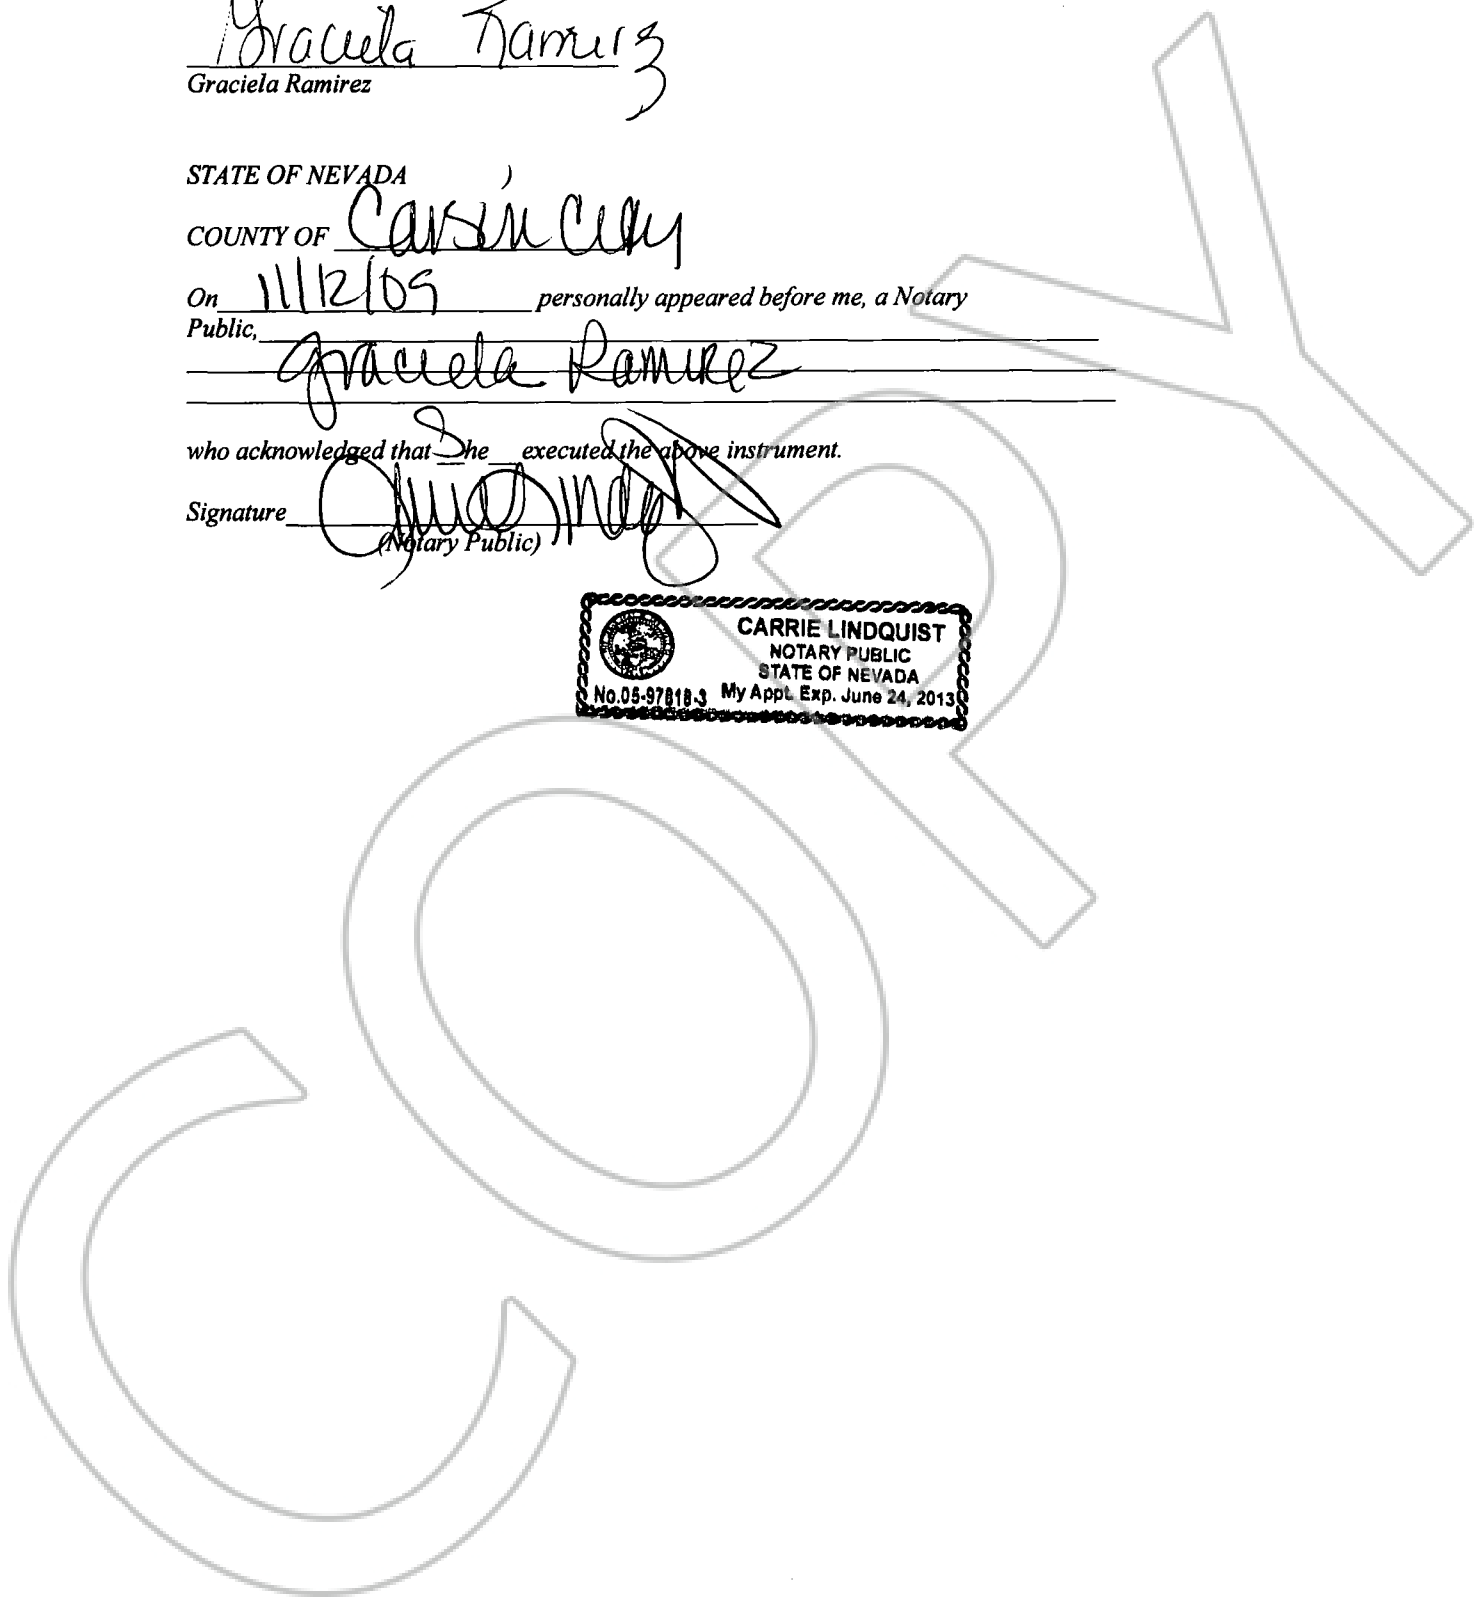 Graciela Ramirez
Graciela Ramirez
STATE OF NEVADA )
COUNTY OF Carson City
On 11/12/09 personally appeared before me, a Notary
Public,
Graciela Ramirez
who acknowledged that She executed the above instrument.
Signature
(Notary Public)
CARRIE LINDQUIST
NOTARY PUBLIC
STATE OF NEVADA
No.05-97818-3 My Appt. Exp. June 24, 2013
COPY